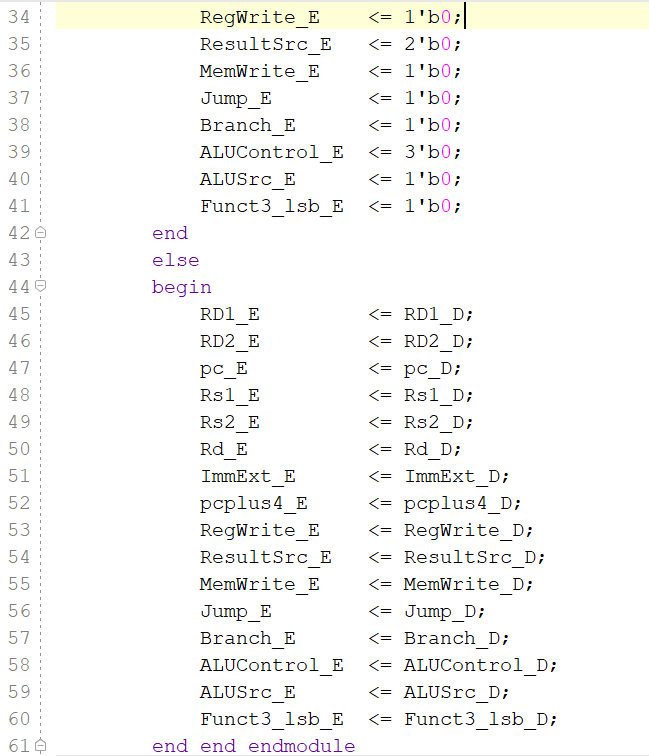 34 RegWrite_E <= 1'b0;
35 ResultSrc_E <= 2'b0;
36 MemWrite_E <= 1'b0;
37 Jump_E <= 1'b0;
38 Branch_E <= 1'b0;
39 ALUControl_E <= 3'b0;
40 ALUSrc_E <= 1'b0;
41 Funct3_lsb_E <= 1'b0;
42 end
43 else
44 begin
45 RD1_E <= RD1_D;
46 RD2_E <= RD2_D;
47 pc_E <= pc_D;
48 Rs1_E <= Rs1_D;
49 Rs2_E <= Rs2_D;
50 Rd_E <= Rd_D;
51 ImmExt_E <= ImmExt_D;
52 pcplus4_E <= pcplus4_D;
53 RegWrite_E <= RegWrite_D;
54 ResultSrc_E <= ResultSrc_D;
55 MemWrite_E <= MemWrite_D;
56 Jump_E <= Jump_D;
57 Branch_E <= Branch_D;
58 ALUControl_E <= ALUControl_D;
59 ALUSrc_E <= ALUSrc_D;
60 Funct3_lsb_E <= Funct3_lsb_D;
61 end end endmodule